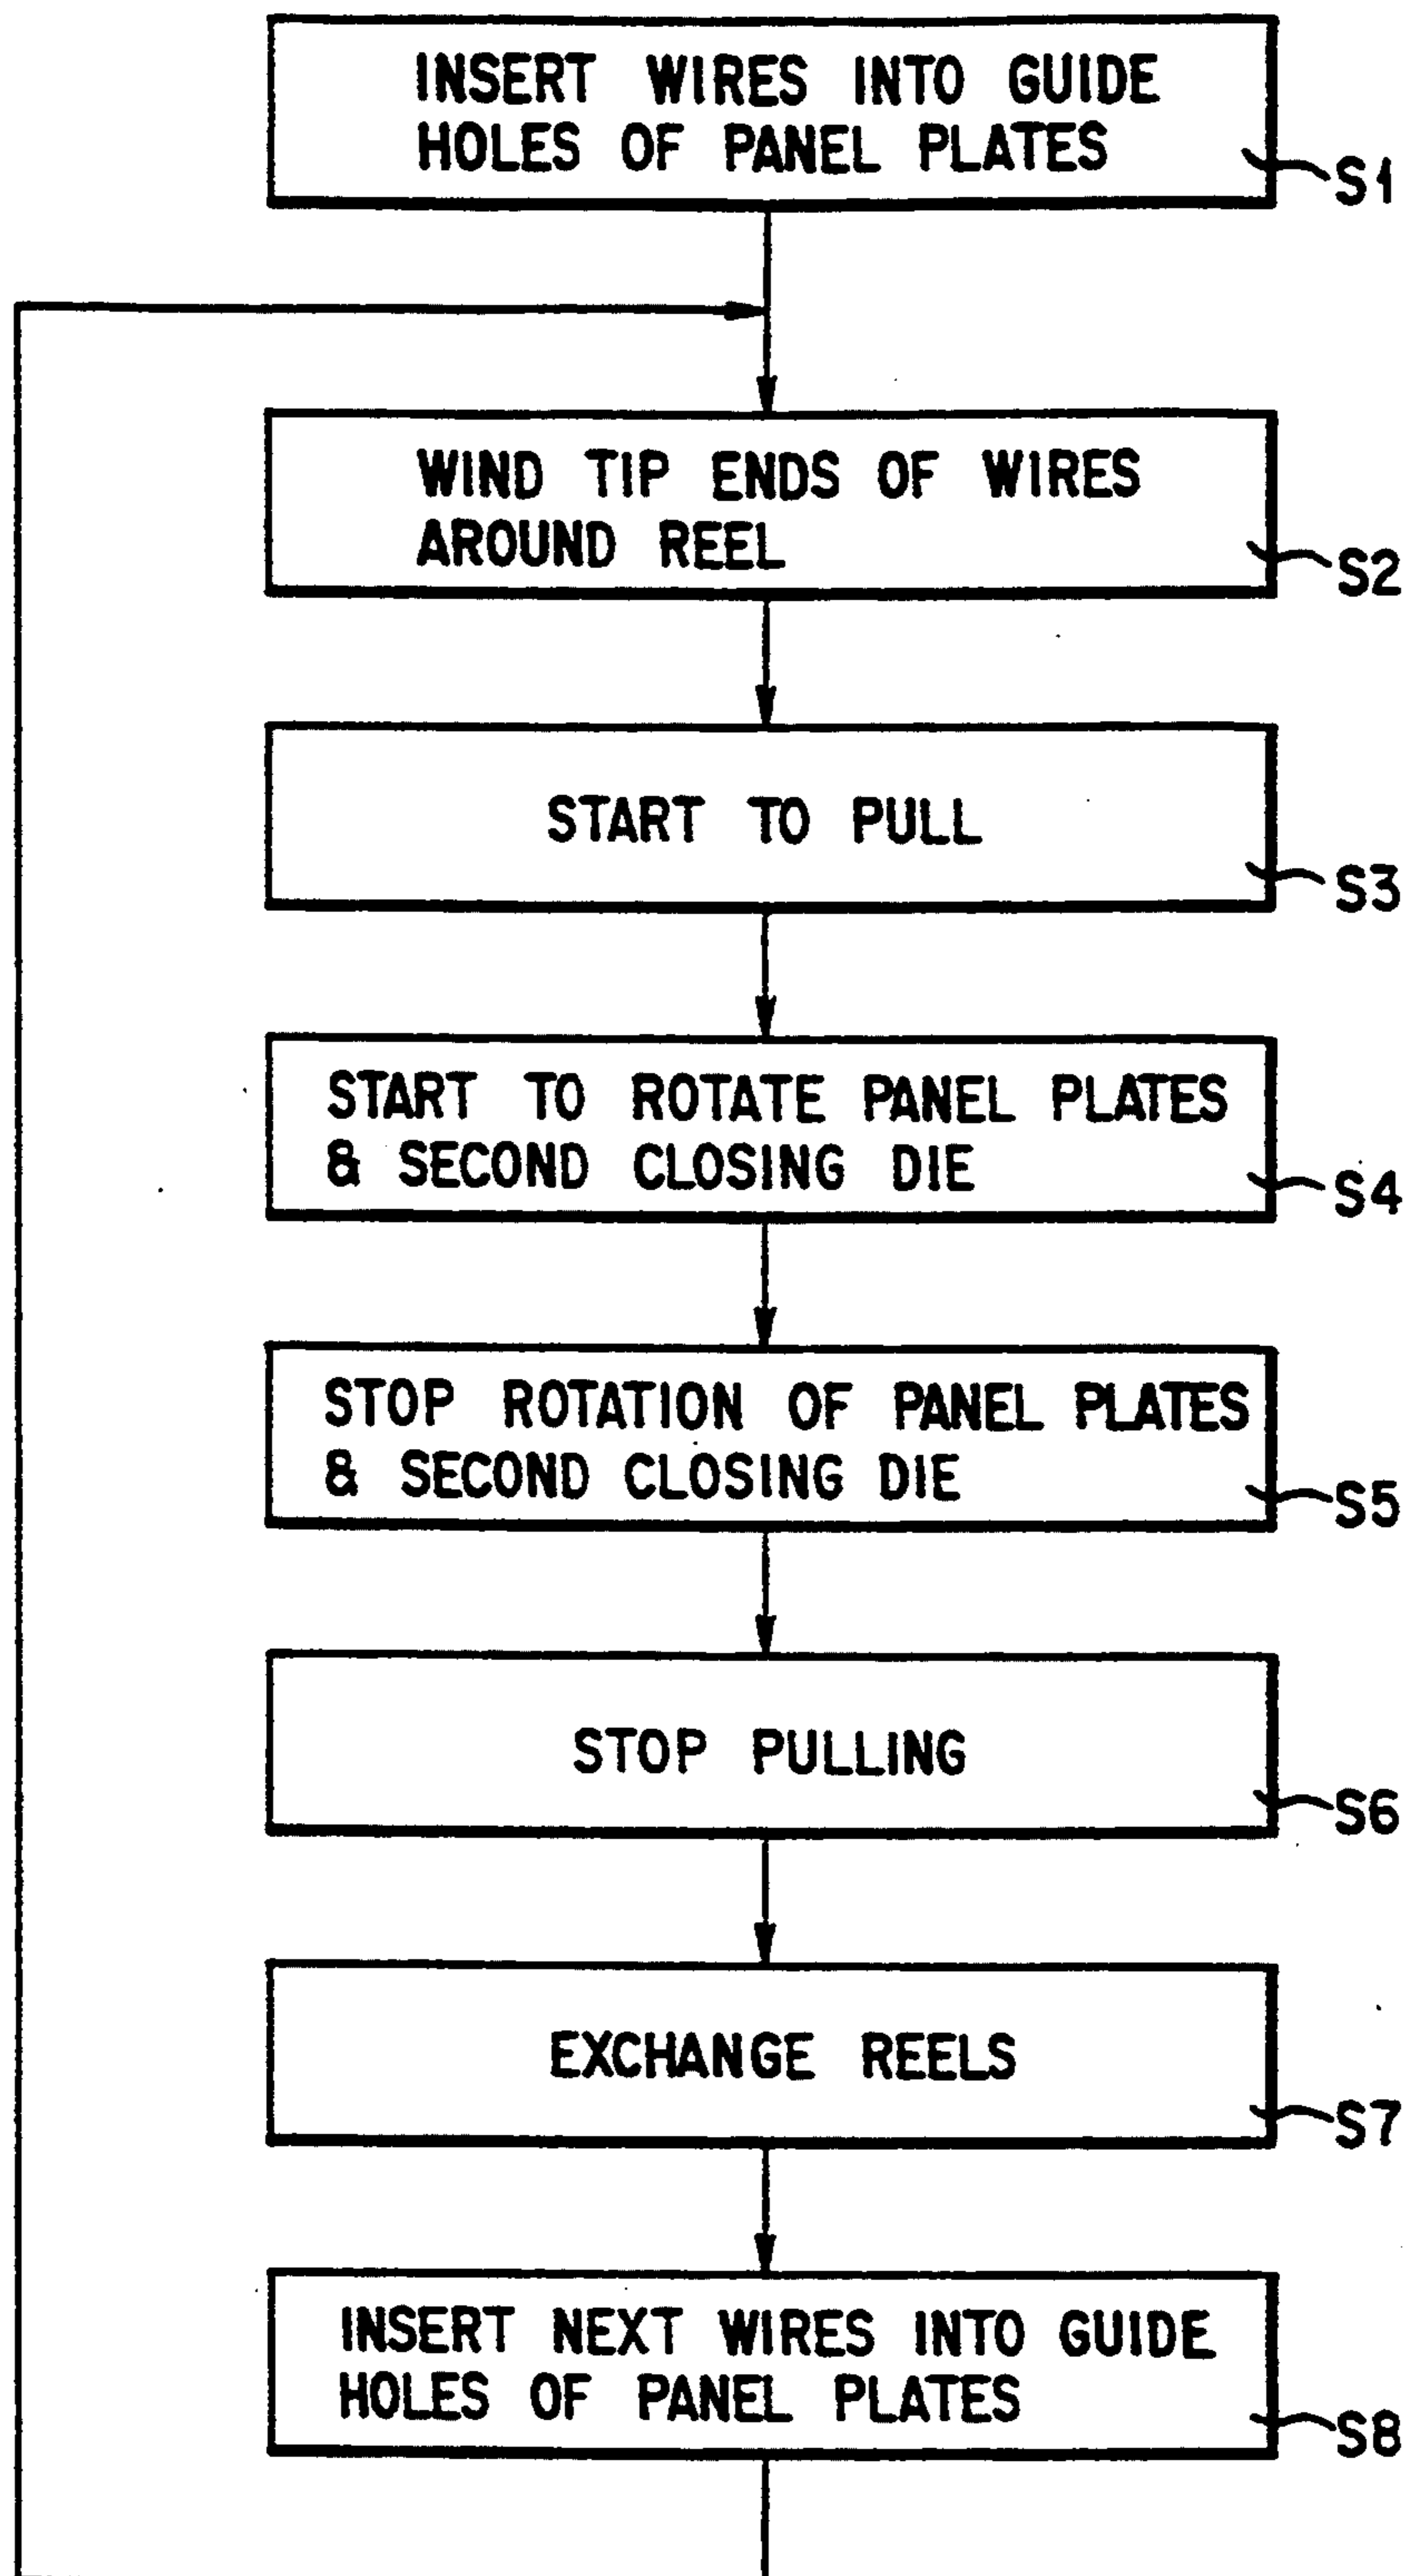 INSERT WIRES INTO GUIDE
HOLES OF PANEL PLATES
S1
WIND TIP ENDS OF WIRES
AROUND REEL
S2
START TO PULL
S3
START TO ROTATE PANEL PLATES
& SECOND CLOSING DIE
S4
STOP ROTATION OF PANEL PLATES
& SECOND CLOSING DIE
S5
STOP PULLING
S6
EXCHANGE REELS
S7
INSERT NEXT WIRES INTO GUIDE
HOLES OF PANEL PLATES
S8